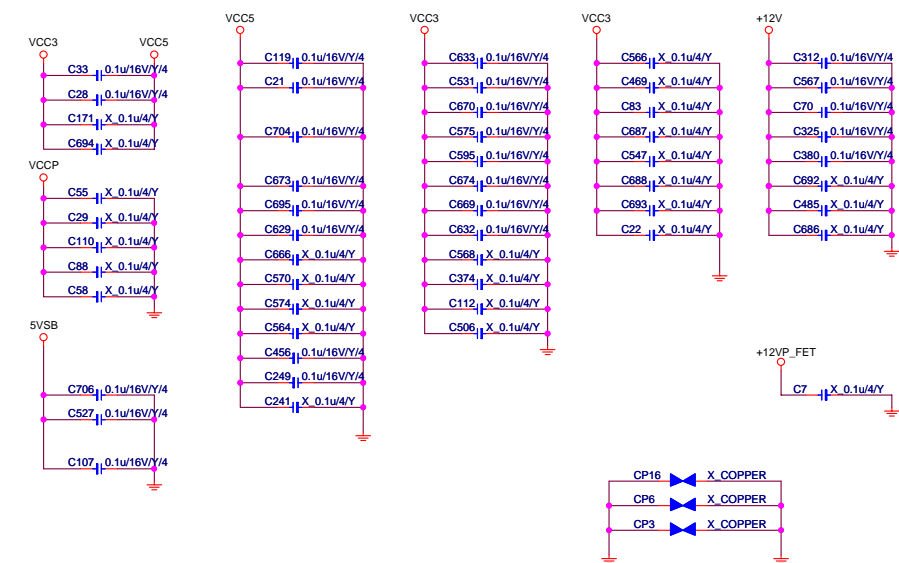 VCC3 VCC5
C33 0.1u/16V/Y/4
C28 0.1u/16V/Y/4
C171 X_0.1u/4/Y
C694 X_0.1u/4/Y
VCCP
C55 X_0.1u/4/Y
C29 X_0.1u/4/Y
C110 X_0.1u/4/Y
C88 X_0.1u/4/Y
C58 X_0.1u/4/Y
5VSB
C706 0.1u/16V/Y/4
C527 0.1u/16V/Y/4
C107 0.1u/16V/Y/4
VCC5
C119 0.1u/16V/Y/4
C21 0.1u/16V/Y/4
C704 0.1u/16V/Y/4
C673 0.1u/16V/Y/4
C695 0.1u/16V/Y/4
C629 0.1u/16V/Y/4
C666 X_0.1u/4/Y
C570 X_0.1u/4/Y
C574 X_0.1u/4/Y
C564 X_0.1u/4/Y
C456 0.1u/16V/Y/4
C249 0.1u/16V/Y/4
C241 X_0.1u/4/Y
VCC3
C633 0.1u/16V/Y/4
C531 0.1u/16V/Y/4
C670 0.1u/16V/Y/4
C575 0.1u/16V/Y/4
C595 0.1u/16V/Y/4
C674 0.1u/16V/Y/4
C669 0.1u/16V/Y/4
C632 0.1u/16V/Y/4
C568 X_0.1u/4/Y
C374 X_0.1u/4/Y
C112 X_0.1u/4/Y
C506 X_0.1u/4/Y
VCC3
C566 X_0.1u/4/Y
C469 X_0.1u/4/Y
C83 X_0.1u/4/Y
C687 X_0.1u/4/Y
C547 X_0.1u/4/Y
C688 X_0.1u/4/Y
C693 X_0.1u/4/Y
C22 X_0.1u/4/Y
+12V
C312 0.1u/16V/Y/4
C567 0.1u/16V/Y/4
C70 0.1u/16V/Y/4
C325 0.1u/16V/Y/4
C380 0.1u/16V/Y/4
C692 X_0.1u/4/Y
C485 X_0.1u/4/Y
C686 X_0.1u/4/Y
+12VP_FET
C7 X_0.1u/4/Y
CP16 X_COPPER
CP6 X_COPPER
CP3 X_COPPER